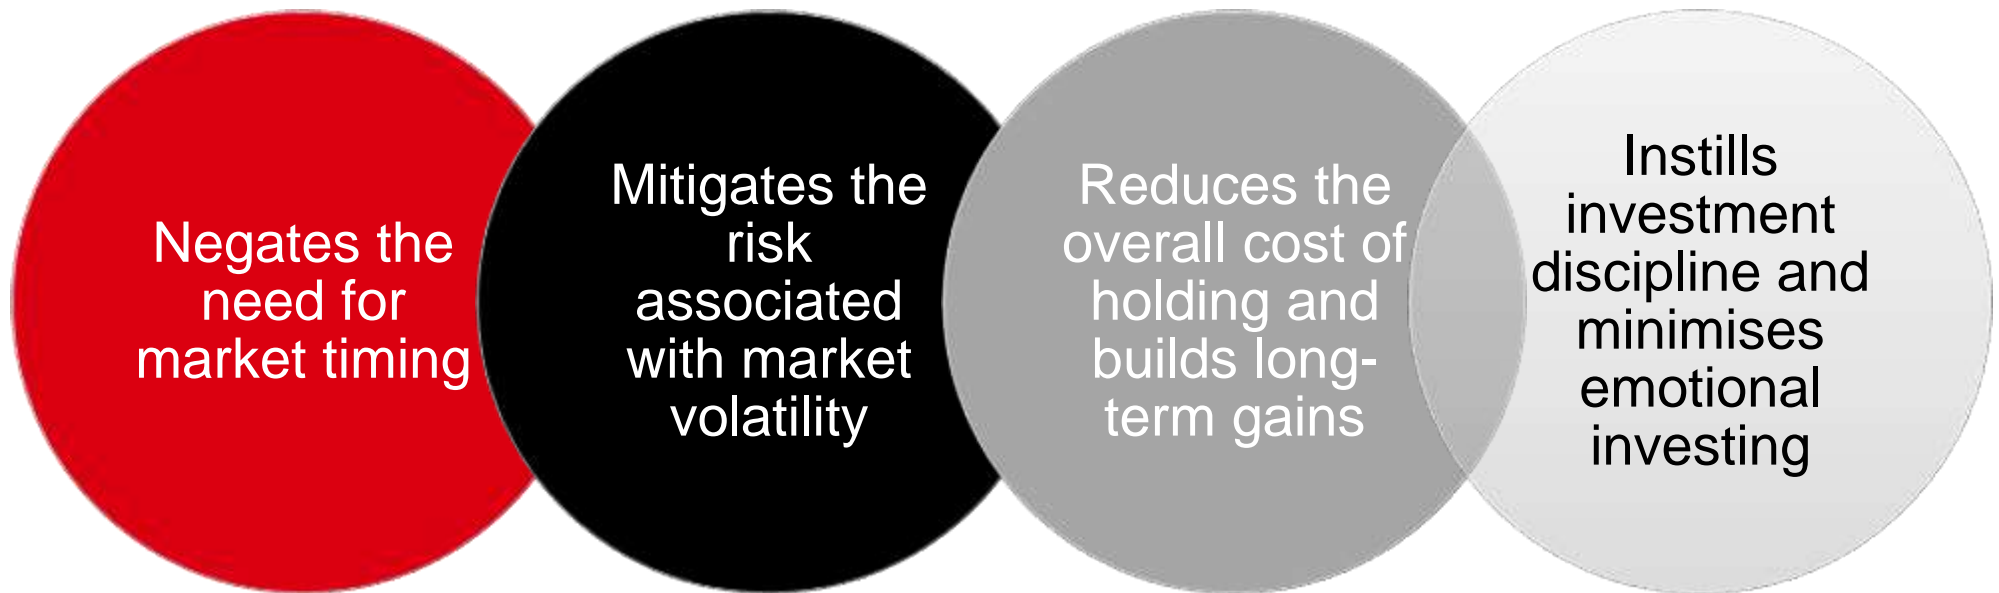 Negates the
need for
market timing
Mitigates the
risk
associated
with market
volatility
Reduces the
overall cost of
holding and
builds long-
term gains
Instills
investment
discipline and
minimises
emotional
investing